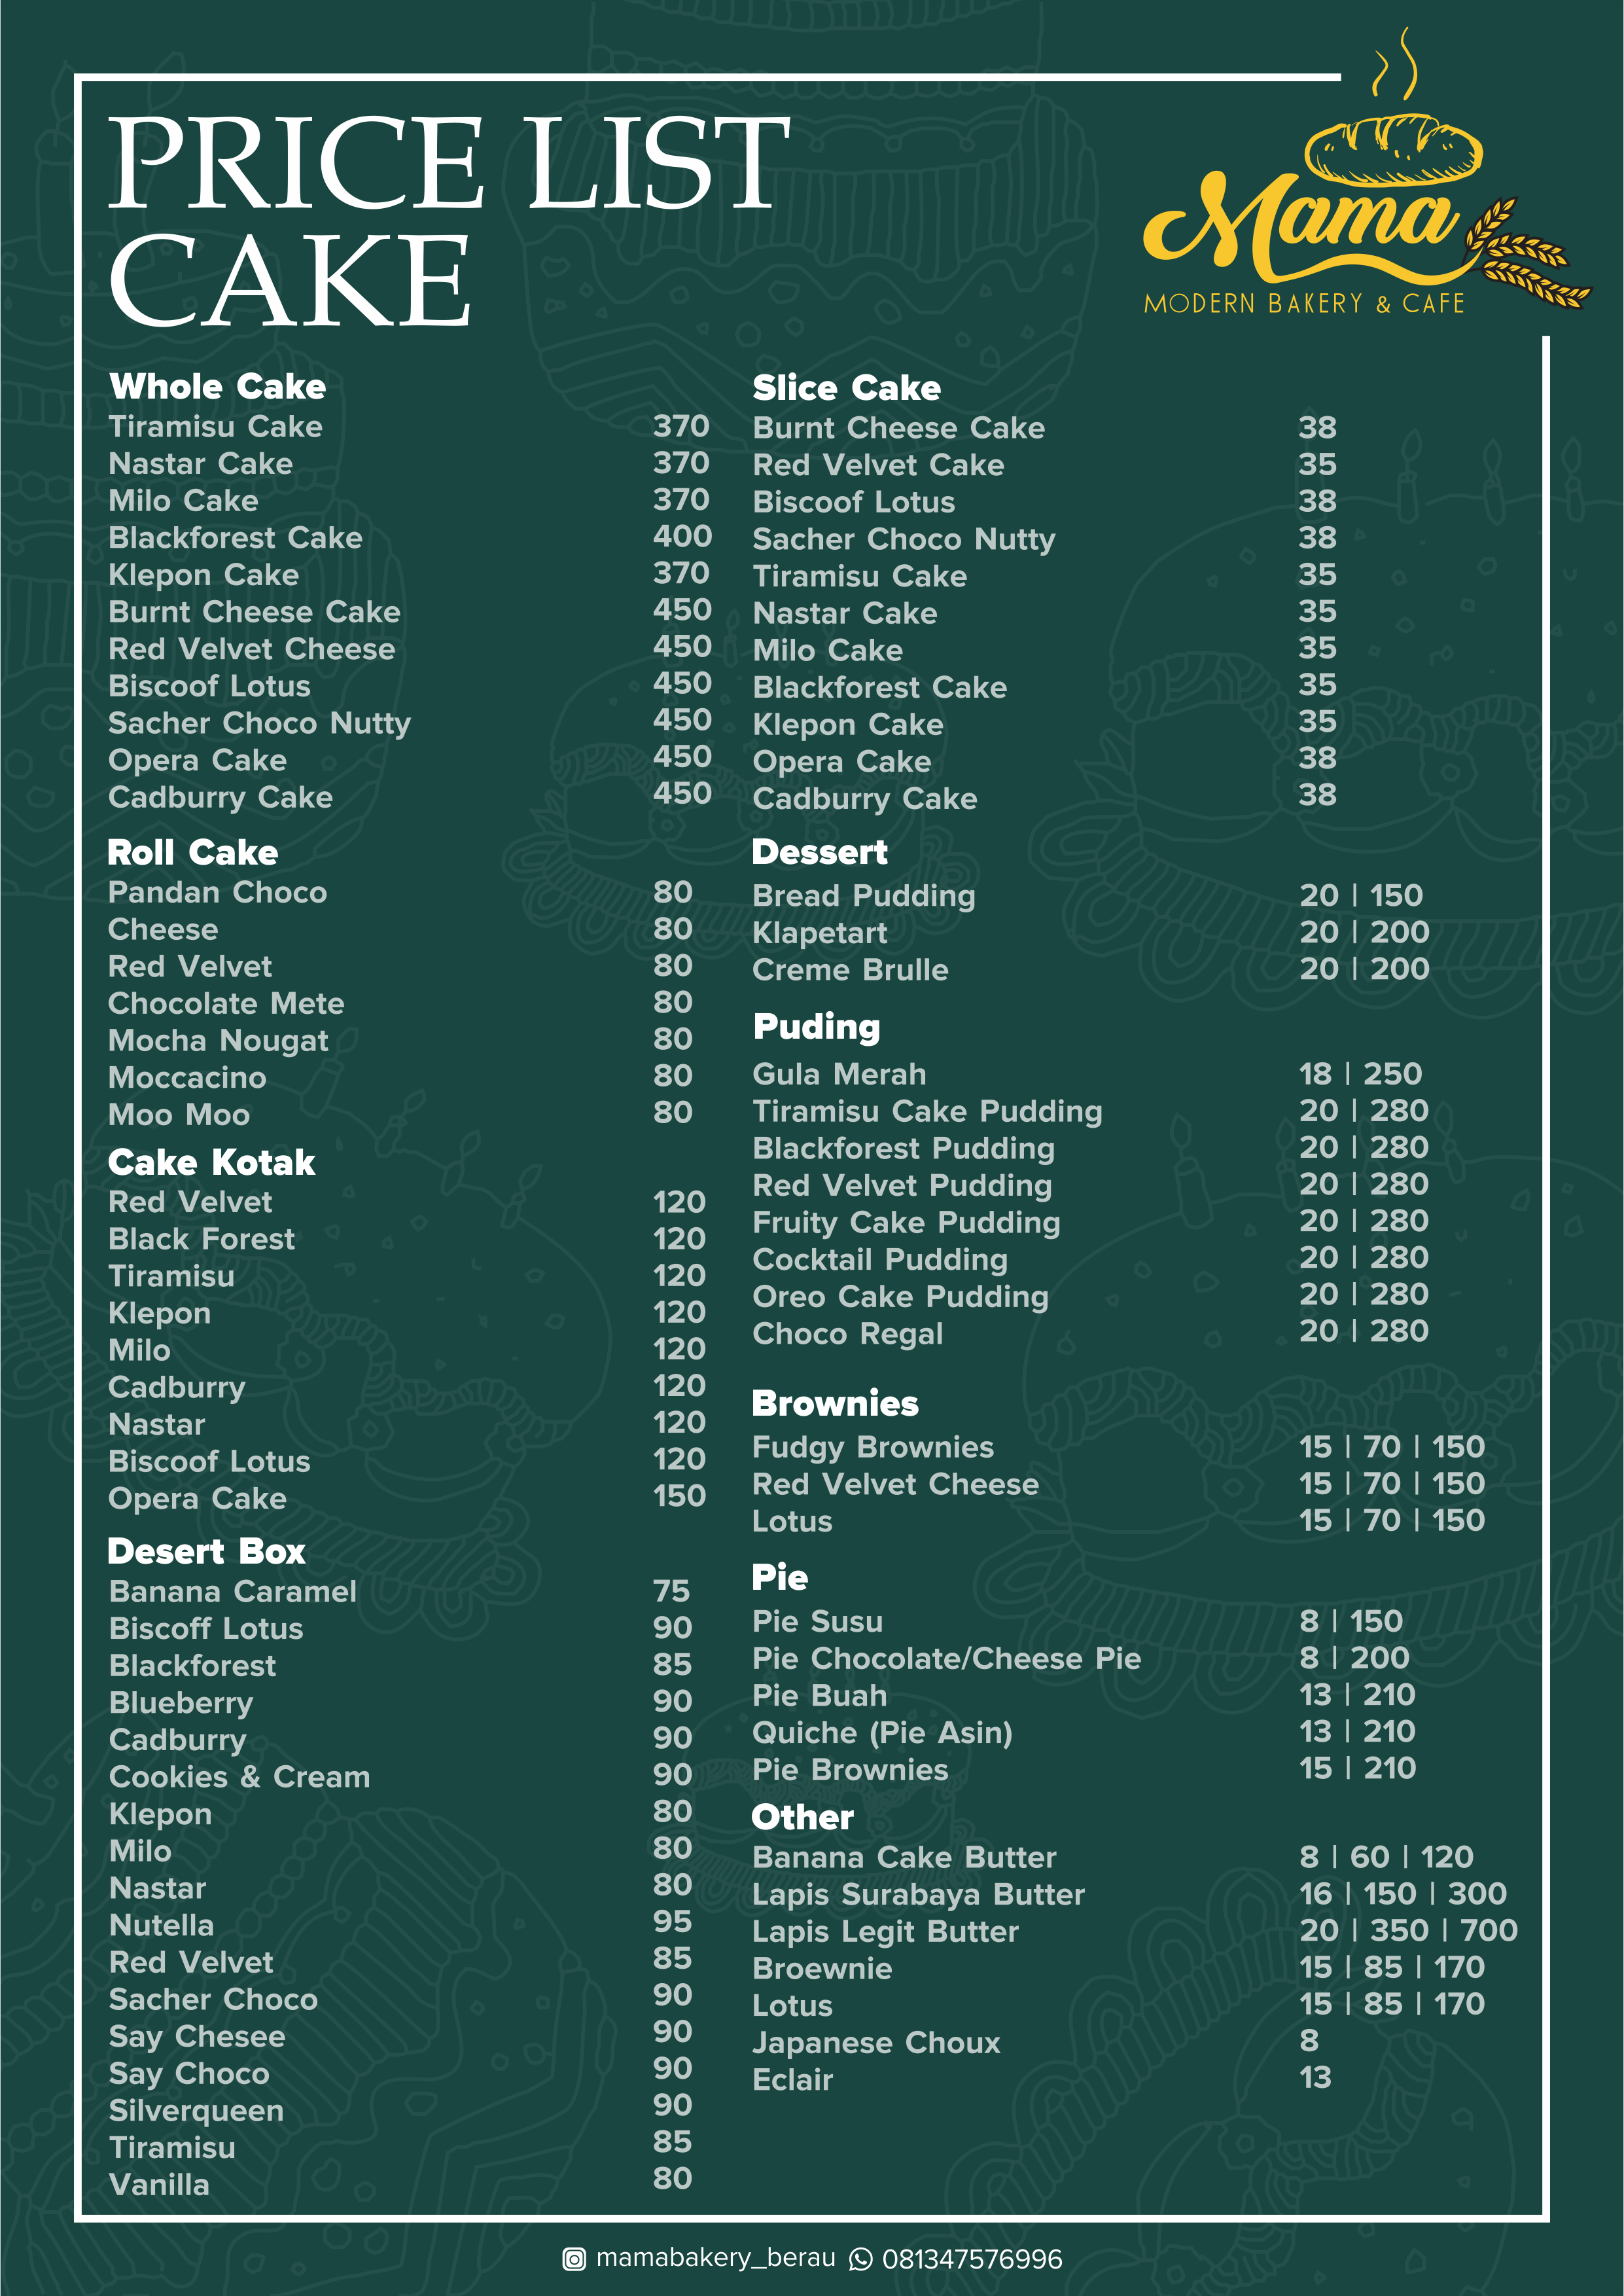 PRICE LIST
CAKE
Mama
MODERN BAKERY & CAFE
Whole Cake
Tiramisu Cake 370
Nastar Cake 370
Milo Cake 370
Blackforest Cake 400
Klepon Cake 370
Burnt Cheese Cake 450
Red Velvet Cheese 450
Biscoof Lotus 450
Sacher Choco Nutty 450
Opera Cake 450
Cadburry Cake 450
Roll Cake
Pandan Choco 80
Cheese 80
Red Velvet 80
Chocolate Mete 80
Mocha Nougat 80
Moccacino 80
Moo Moo 80
Cake Kotak
Red Velvet 120
Black Forest 120
Tiramisu 120
Klepon 120
Milo 120
Cadburry 120
Nastar 120
Biscoof Lotus 120
Opera Cake 150
Desert Box
Banana Caramel 75
Biscoff Lotus 90
Blackforest 85
Blueberry 90
Cadburry 90
Cookies & Cream 90
Klepon 80
Milo 80
Nastar 80
Nutella 95
Red Velvet 85
Sacher Choco 90
Say Chesee 90
Say Choco 90
Silverqueen 90
Tiramisu 85
Vanilla 80
Slice Cake
Burnt Cheese Cake 38
Red Velvet Cake 35
Biscoof Lotus 38
Sacher Choco Nutty 38
Tiramisu Cake 35
Nastar Cake 35
Milo Cake 35
Blackforest Cake 35
Klepon Cake 35
Opera Cake 38
Cadburry Cake 38
Dessert
Bread Pudding 20 | 150
Klapetart 20 | 200
Creme Brulle 20 | 200
Puding
Gula Merah 18 | 250
Tiramisu Cake Pudding 20 | 280
Blackforest Pudding 20 | 280
Red Velvet Pudding 20 | 280
Fruity Cake Pudding 20 | 280
Cocktail Pudding 20 | 280
Oreo Cake Pudding 20 | 280
Choco Regal 20 | 280
Brownies
Fudgy Brownies 15 | 70 | 150
Red Velvet Cheese 15 | 70 | 150
Lotus 15 | 70 | 150
Pie
Pie Susu 8 | 150
Pie Chocolate/Cheese Pie 8 | 200
Pie Buah 13 | 210
Quiche (Pie Asin) 13 | 210
Pie Brownies 15 | 210
Other
Banana Cake Butter 8 | 60 | 120
Lapis Surabaya Butter 16 | 150 | 300
Lapis Legit Butter 20 | 350 | 700
Broewnie 15 | 85 | 170
Lotus 15 | 85 | 170
Japanese Choux 8
Eclair 13
mamabakery_berau 081347576996